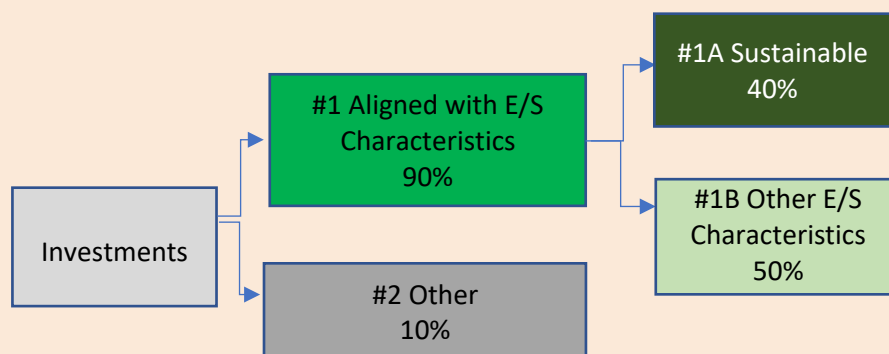 Investments
#1 Aligned with E/S
Characteristics
90%
#2 Other
10%
#1A Sustainable
40%
#1B Other E/S
Characteristics
50%